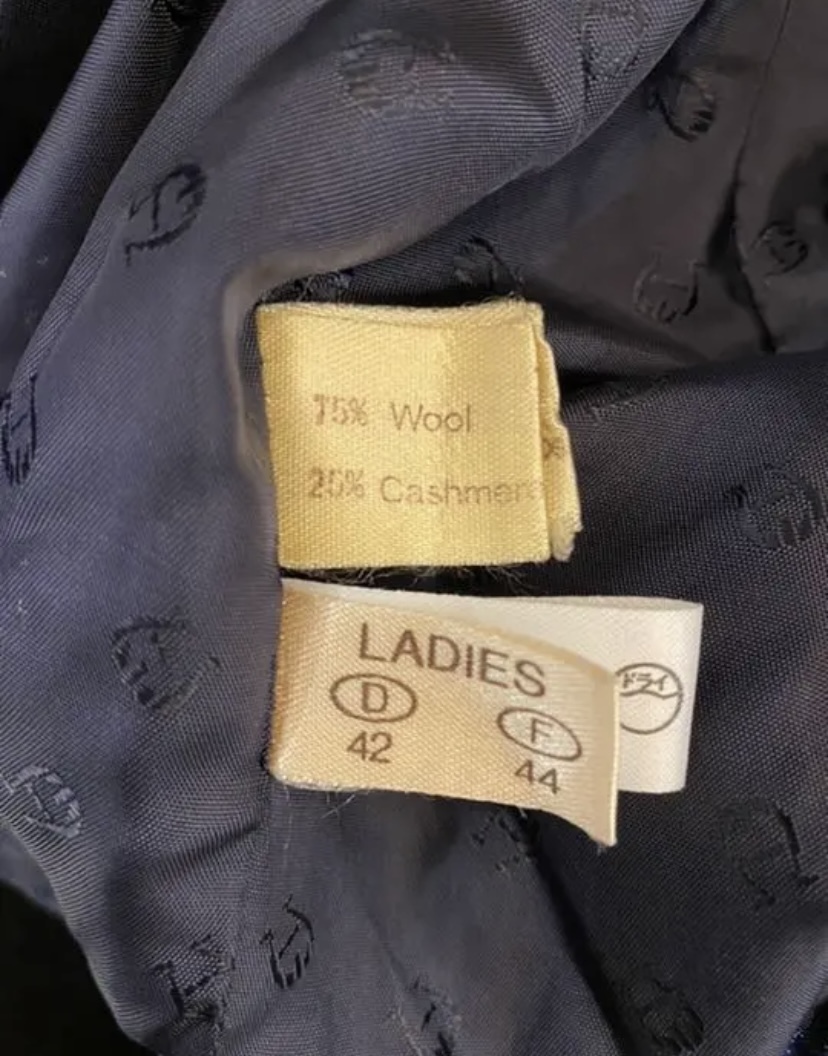 75% Wool
25% Cashmere
LADIES
D F
42 44
ドライ